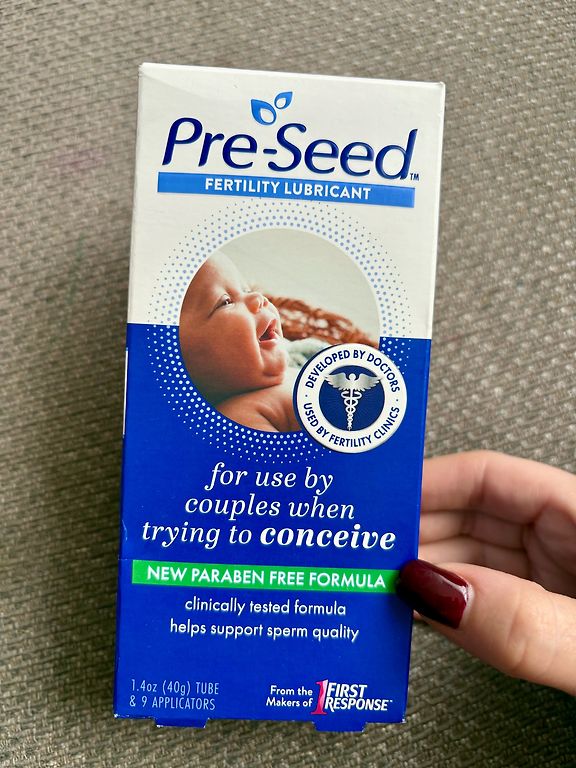 Pre-Seed™
FERTILITY LUBRICANT
· DEVELOPED BY DOCTORS ·
USED BY FERTILITY CLINICS
for use by
couples when
trying to conceive
NEW PARABEN FREE FORMULA
clinically tested formula
helps support sperm quality
1.4oz (40g) TUBE
& 9 APPLICATORS
From the
Makers of
1 FIRST
RESPONSE™